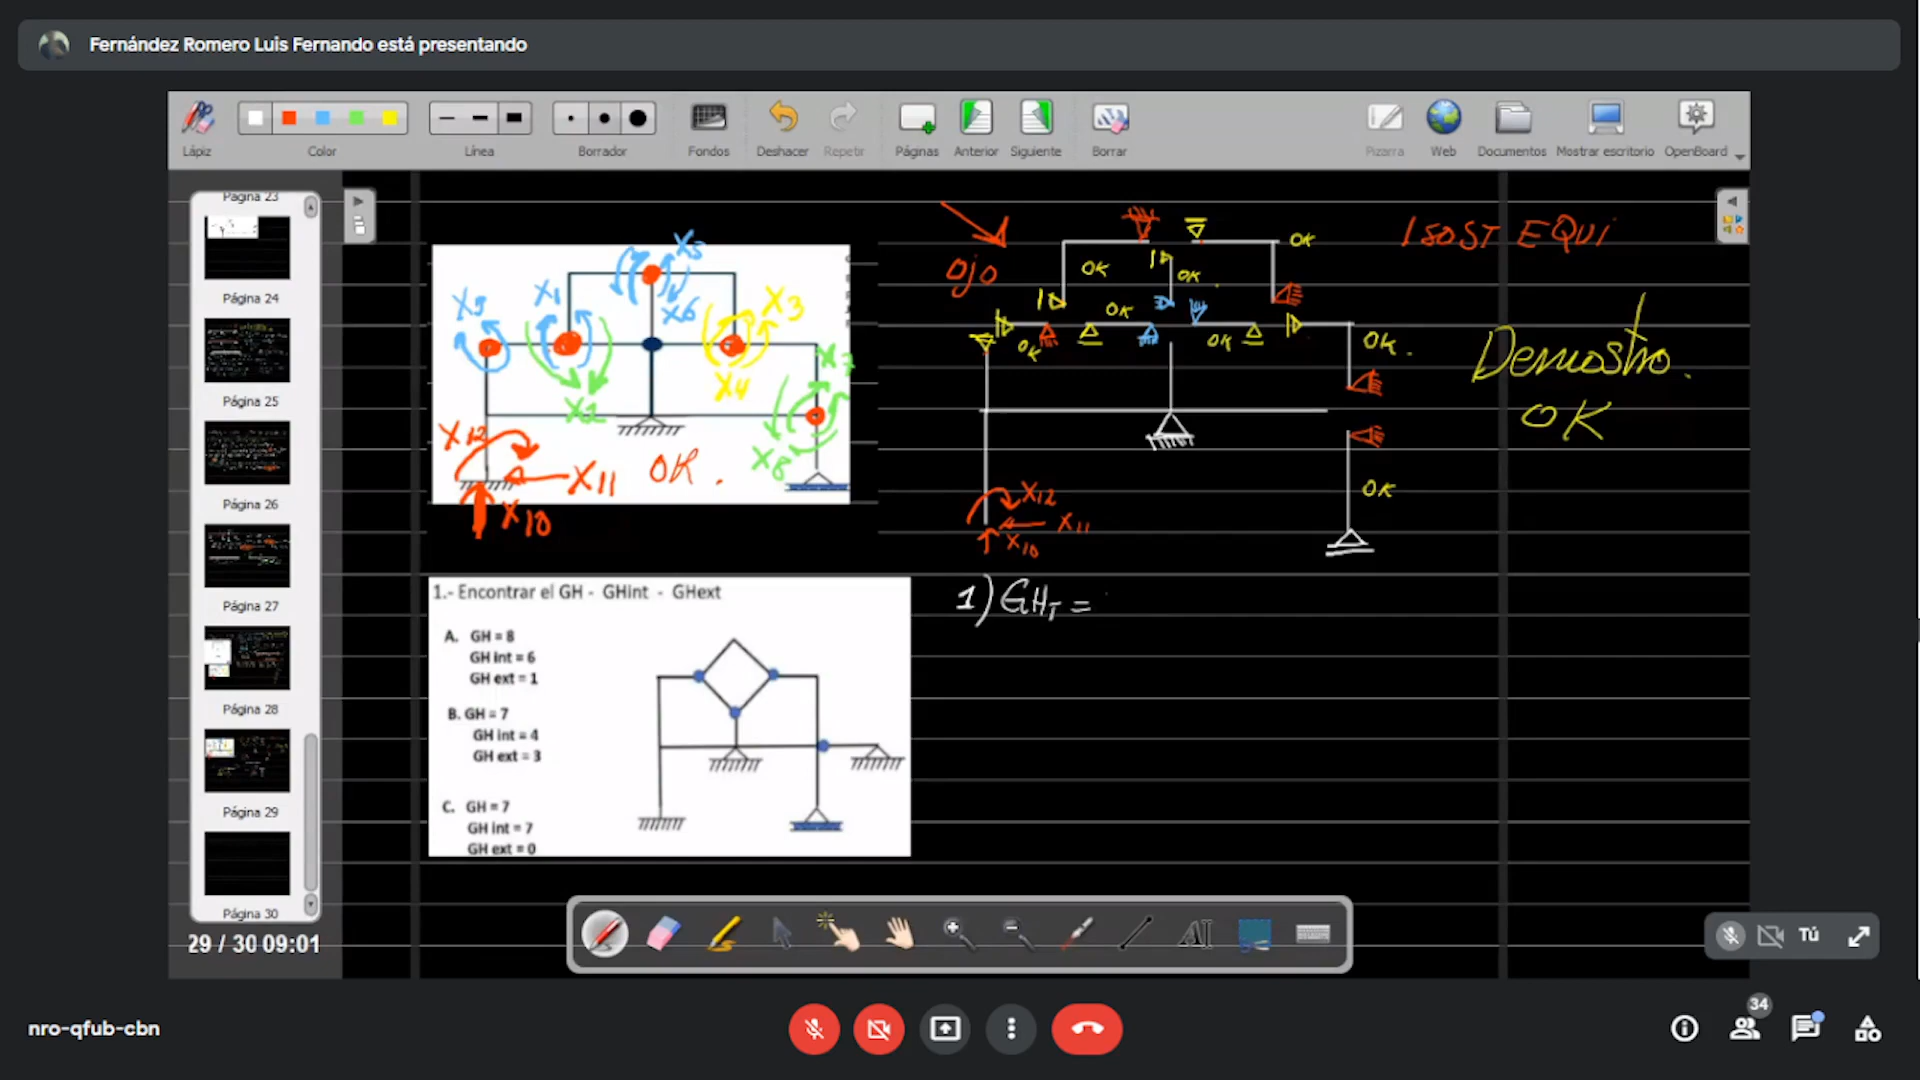 Fernández Romero Luis Fernando está presentando
Lápiz
Color
Línea
Borrador
Fondos
Deshacer
Repetir
Páginas
Anterior
Siguiente
Borrar
Pizarra
Web
Documentos
Mostrar escritorio
OpenBoard
Página 23
Página 24
Página 25
Página 26
Página 27
Página 28
Página 29
Página 30
29 / 30 09:01
X5
X9
X1
X6
X3
X4
X7
X2
X12
X8
X11
OK.
X10
OJO
OK
OK
OK
OK
OK
OK
OK.
OK
X12
X11
X10
ISOST EQUI
Demostro.
OK
1.- Encontrar el GH - GHint - GHext
A. GH = 8
GH int = 6
GH ext = 1
B. GH = 7
GH int = 4
GH ext = 3
C. GH = 7
GH int = 7
GH ext = 0
1) GHT =
AI
Tú
nro-qfub-cbn
34